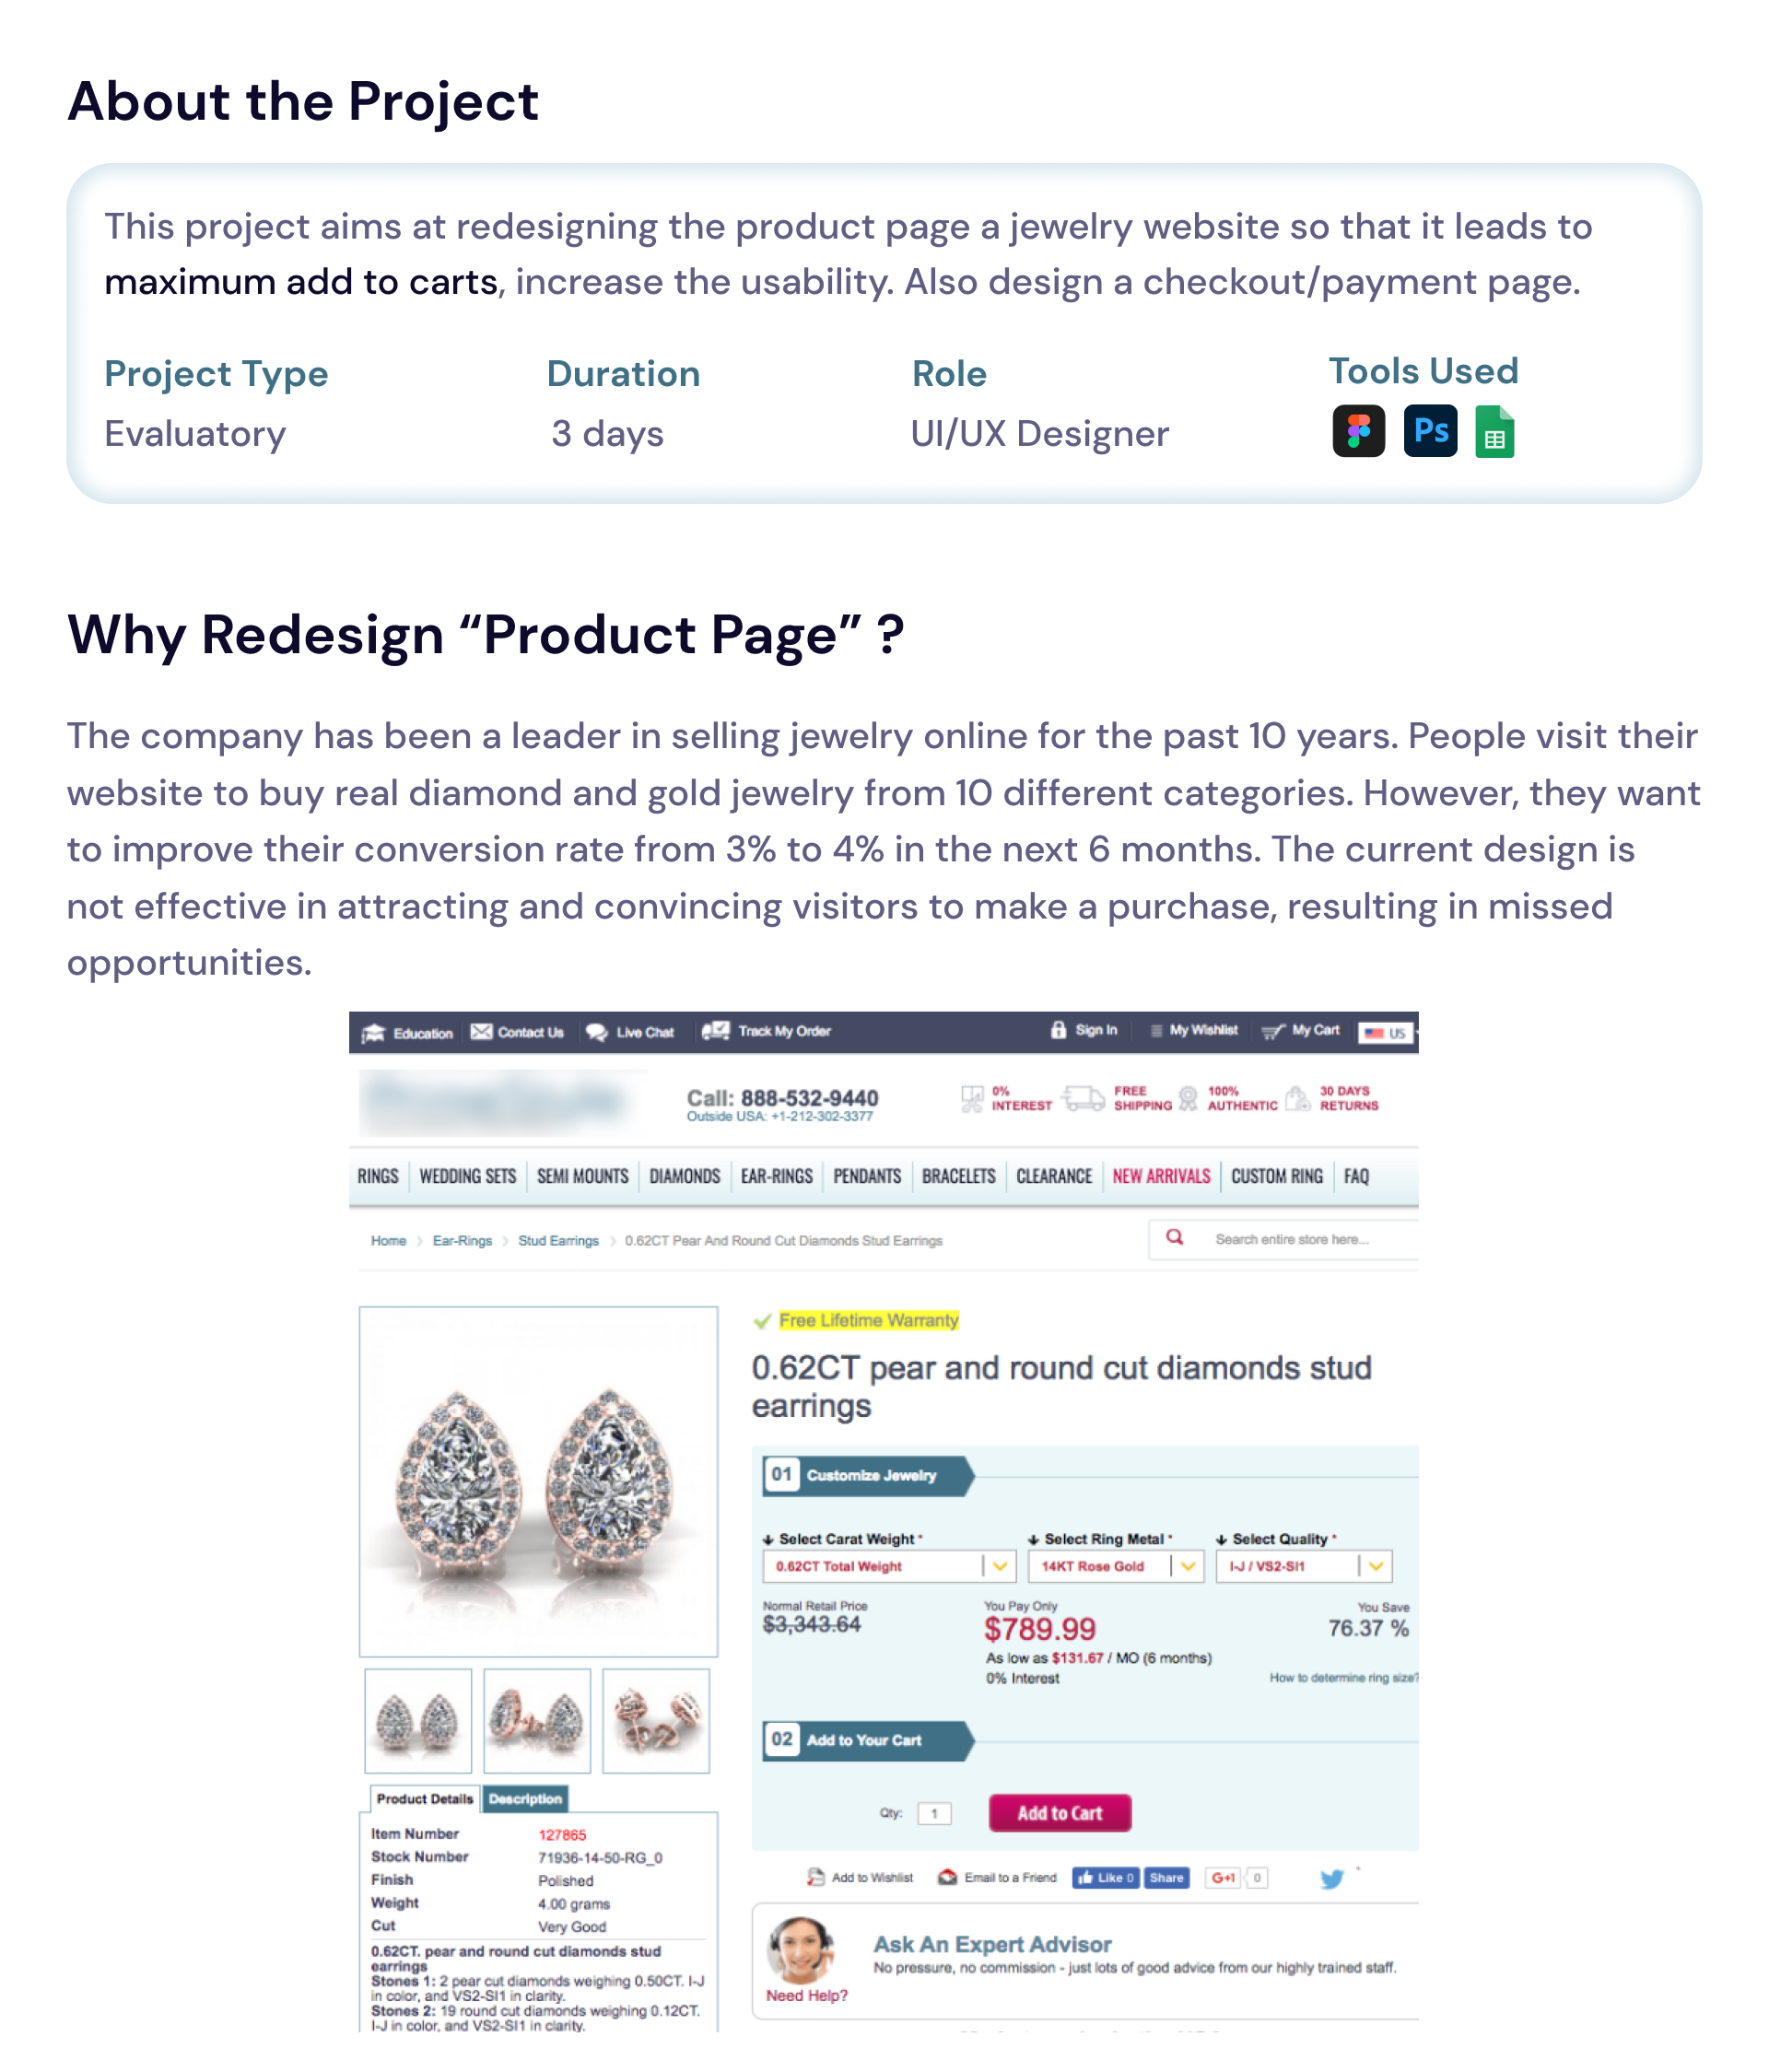 About the Project
This project aims at redesigning the product page a jewelry website so that it leads to
maximum add to carts, increase the usability. Also design a checkout/payment page.
Project Type
Evaluatory
Duration
3 days
Role
UI/UX Designer
Tools Used
Ps
Why Redesign “Product Page” ?
The company has been a leader in selling jewelry online for the past 10 years. People visit their
website to buy real diamond and gold jewelry from 10 different categories. However, they want
to improve their conversion rate from 3% to 4% in the next 6 months. The current design is
not effective in attracting and convincing visitors to make a purchase, resulting in missed
opportunities.
Education Contact Us Live Chat Track My Order Sign In My Wishlist My Cart US
Call: 888-532-9440
Outside USA: +1-212-302-3377
0%
INTEREST
FREE
SHIPPING
100%
AUTHENTIC
30 DAYS
RETURNS
RINGS WEDDING SETS SEMI MOUNTS DIAMONDS EAR-RINGS PENDANTS BRACELETS CLEARANCE NEW ARRIVALS CUSTOM RING FAQ
Home Ear-Rings Stud Earrings 0.62CT Pear And Round Cut Diamonds Stud Earrings
Search entire store here...
Free Lifetime Warranty
0.62CT pear and round cut diamonds stud
earrings
01 Customize Jewelry
Select Carat Weight *
0.62CT Total Weight
Select Ring Metal *
14KT Rose Gold
Select Quality *
I-J / VS2-SI1
Normal Retail Price
$3,343.64
You Pay Only
$789.99
As low as $131.67 / MO (6 months)
0% Interest
You Save
76.37 %
How to determine ring size?
02 Add to Your Cart
Qty: 1 Add to Cart
Add to Wishlist Email to a Friend Like 0 Share G+1 0
Need Help?
Ask An Expert Advisor
No pressure, no commission - just lots of good advice from our highly trained staff.
Product Details Description
Item Number 127865
Stock Number 71936-14-50-RG_0
Finish Polished
Weight 4.00 grams
Cut Very Good
0.62CT. pear and round cut diamonds stud
earrings
Stones 1: 2 pear cut diamonds weighing 0.50CT. I-J
in color, and VS2-SI1 in clarity.
Stones 2: 19 round cut diamonds weighing 0.12CT.
I-J in color, and VS2-SI1 in clarity.